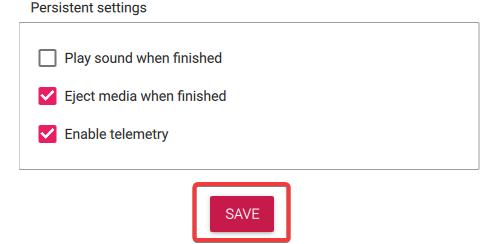 Persistent settings
Play sound when finished
Eject media when finished
Enable telemetry
SAVE